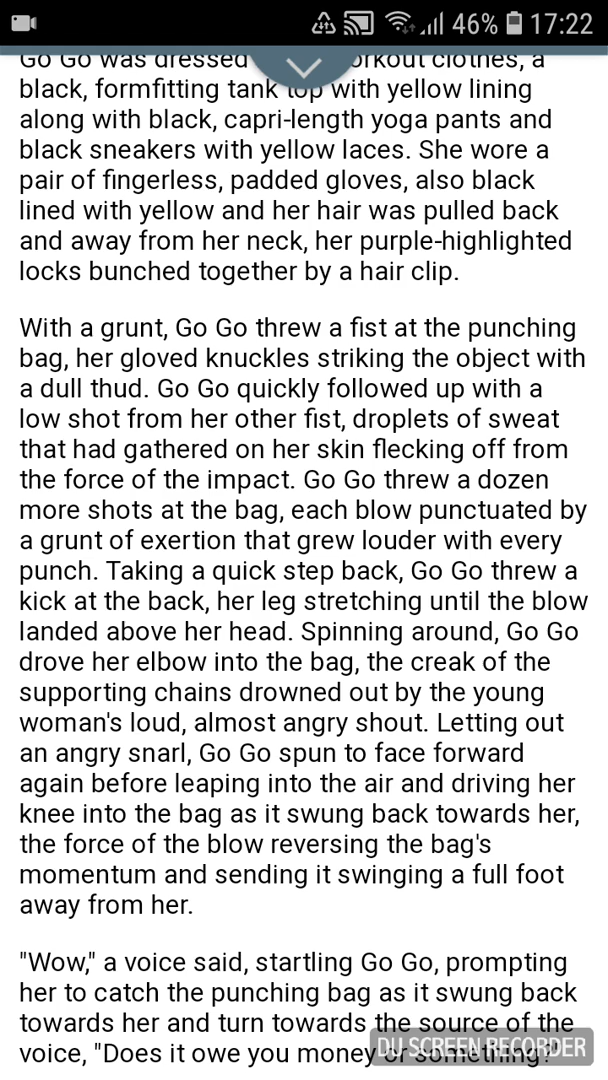 46% 17:22
Go Go was dressed workout clothes, a
black, formfitting tank top with yellow lining
along with black, capri-length yoga pants and
black sneakers with yellow laces. She wore a
pair of fingerless, padded gloves, also black
lined with yellow and her hair was pulled back
and away from her neck, her purple-highlighted
locks bunched together by a hair clip.
With a grunt, Go Go threw a fist at the punching
bag, her gloved knuckles striking the object with
a dull thud. Go Go quickly followed up with a
low shot from her other fist, droplets of sweat
that had gathered on her skin flecking off from
the force of the impact. Go Go threw a dozen
more shots at the bag, each blow punctuated by
a grunt of exertion that grew louder with every
punch. Taking a quick step back, Go Go threw a
kick at the back, her leg stretching until the blow
landed above her head. Spinning around, Go Go
drove her elbow into the bag, the creak of the
supporting chains drowned out by the young
woman's loud, almost angry shout. Letting out
an angry snarl, Go Go spun to face forward
again before leaping into the air and driving her
knee into the bag as it swung back towards her,
the force of the blow reversing the bag's
momentum and sending it swinging a full foot
away from her.
"Wow," a voice said, startling Go Go, prompting
her to catch the punching bag as it swung back
towards her and turn towards the source of the
voice, "Does it owe you money or something?"
DU SCREEN RECORDER